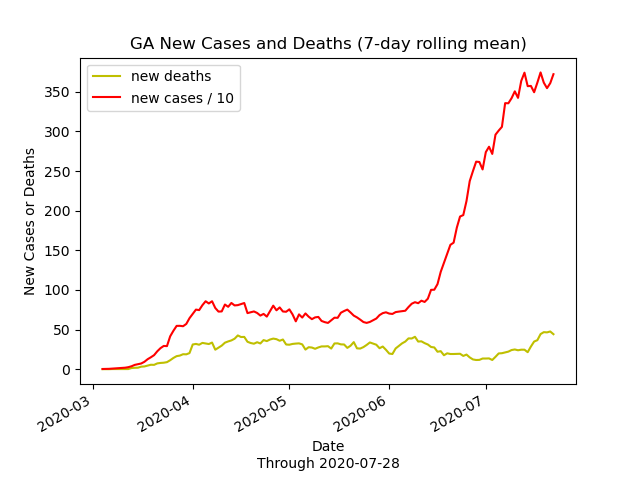 GA New Cases and Deaths (7-day rolling mean)
new deaths
new cases / 10
350
300
250
200
150
100
50
0
New Cases or Deaths
2020-03
2020-04
2020-05
2020-06
2020-07
Date
Through 2020-07-28